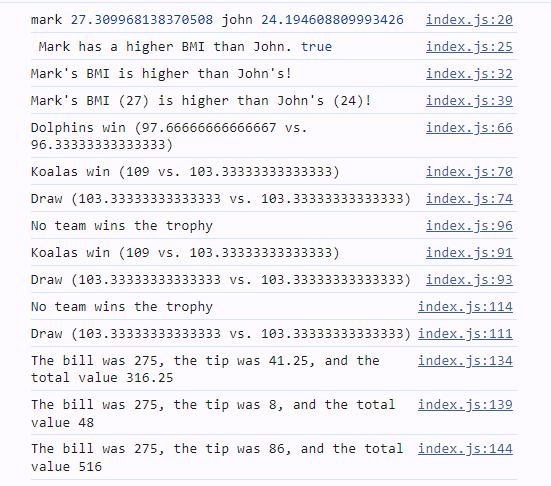 mark 27.309968138370508 john 24.194608809993426 index.js:20
Mark has a higher BMI than John. true index.js:25
Mark's BMI is higher than John's! index.js:32
Mark's BMI (27) is higher than John's (24)! index.js:39
Dolphins win (97.66666666666667 vs. index.js:66
96.33333333333333)
Koalas win (109 vs. 103.33333333333333) index.js:70
Draw (103.33333333333333 vs. 103.33333333333333) index.js:74
No team wins the trophy index.js:96
Koalas win (109 vs. 103.33333333333333) index.js:91
Draw (103.33333333333333 vs. 103.33333333333333) index.js:93
No team wins the trophy index.js:114
Draw (103.33333333333333 vs. 103.33333333333333) index.js:111
The bill was 275, the tip was 41.25, and the index.js:134
total value 316.25
The bill was 275, the tip was 8, and the total index.js:139
value 48
The bill was 275, the tip was 86, and the total index.js:144
value 516